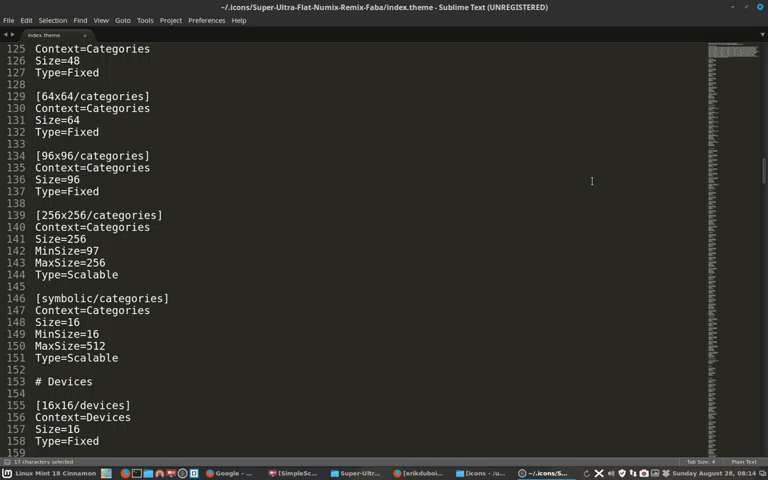 ~/.icons/Super-Ultra-Flat-Numix-Remix-Faba/index.theme - Sublime Text (UNREGISTERED)
File Edit Selection Find View Goto Tools Project Preferences Help
index.theme
125 Context=Categories
126 Size=48
127 Type=Fixed
128
129 [64x64/categories]
130 Context=Categories
131 Size=64
132 Type=Fixed
133
134 [96x96/categories]
135 Context=Categories
136 Size=96
137 Type=Fixed
138
139 [256x256/categories]
140 Context=Categories
141 Size=256
142 MinSize=97
143 MaxSize=256
144 Type=Scalable
145
146 [symbolic/categories]
147 Context=Categories
148 Size=16
149 MinSize=16
150 MaxSize=512
151 Type=Scalable
152
153 # Devices
154
155 [16x16/devices]
156 Context=Devices
157 Size=16
158 Type=Fixed
159
17 characters selected Tab Size: 4 Plain Text
Linux Mint 18 Cinnamon Google - ... [SimpleSc... Super-Ultr... [erikduboi... [icons - /u... ~/.icons/S... Sunday August 28, 08:14